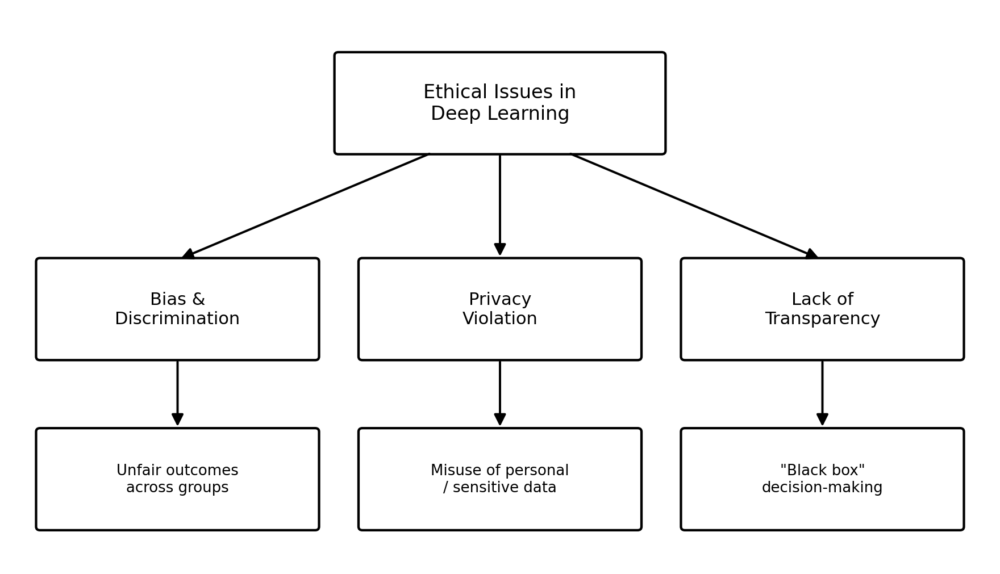 Ethical Issues in
Deep Learning
Bias &
Discrimination
Privacy
Violation
Lack of
Transparency
Unfair outcomes
across groups
Misuse of personal
/ sensitive data
"Black box"
decision-making